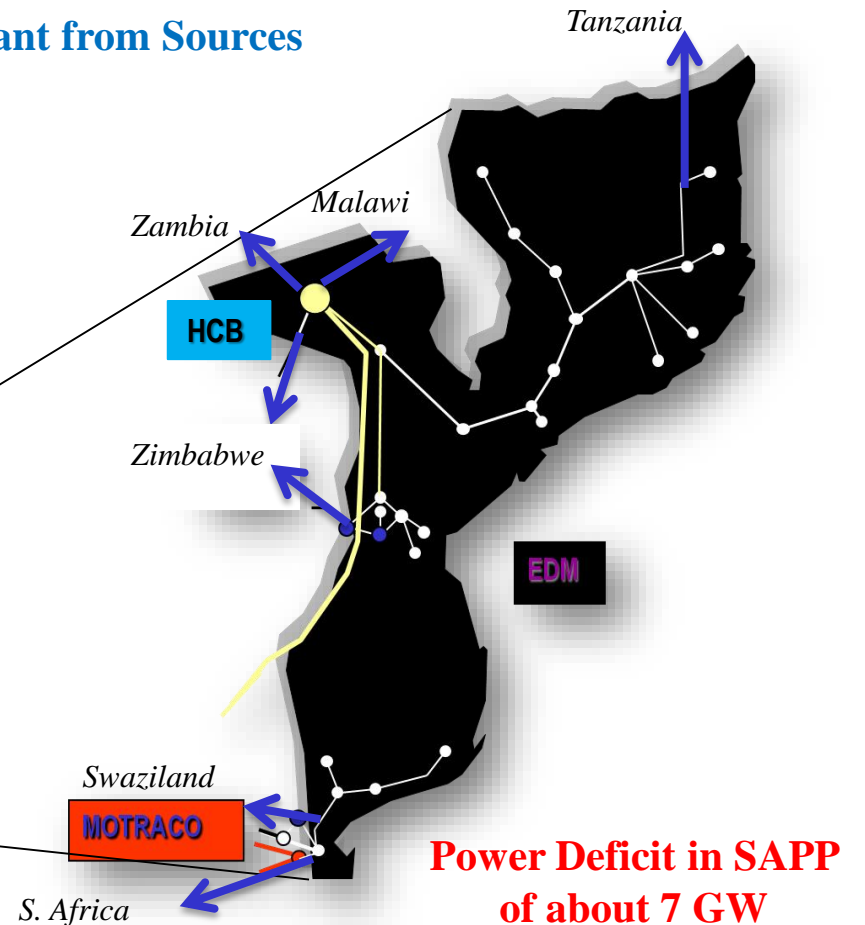 ant from Sources
Tanzania
Malawi
Zambia
HCB
Zimbabwe
EDM
Swaziland
MOTRACO
Power Deficit in SAPP
of about 7 GW
S. Africa